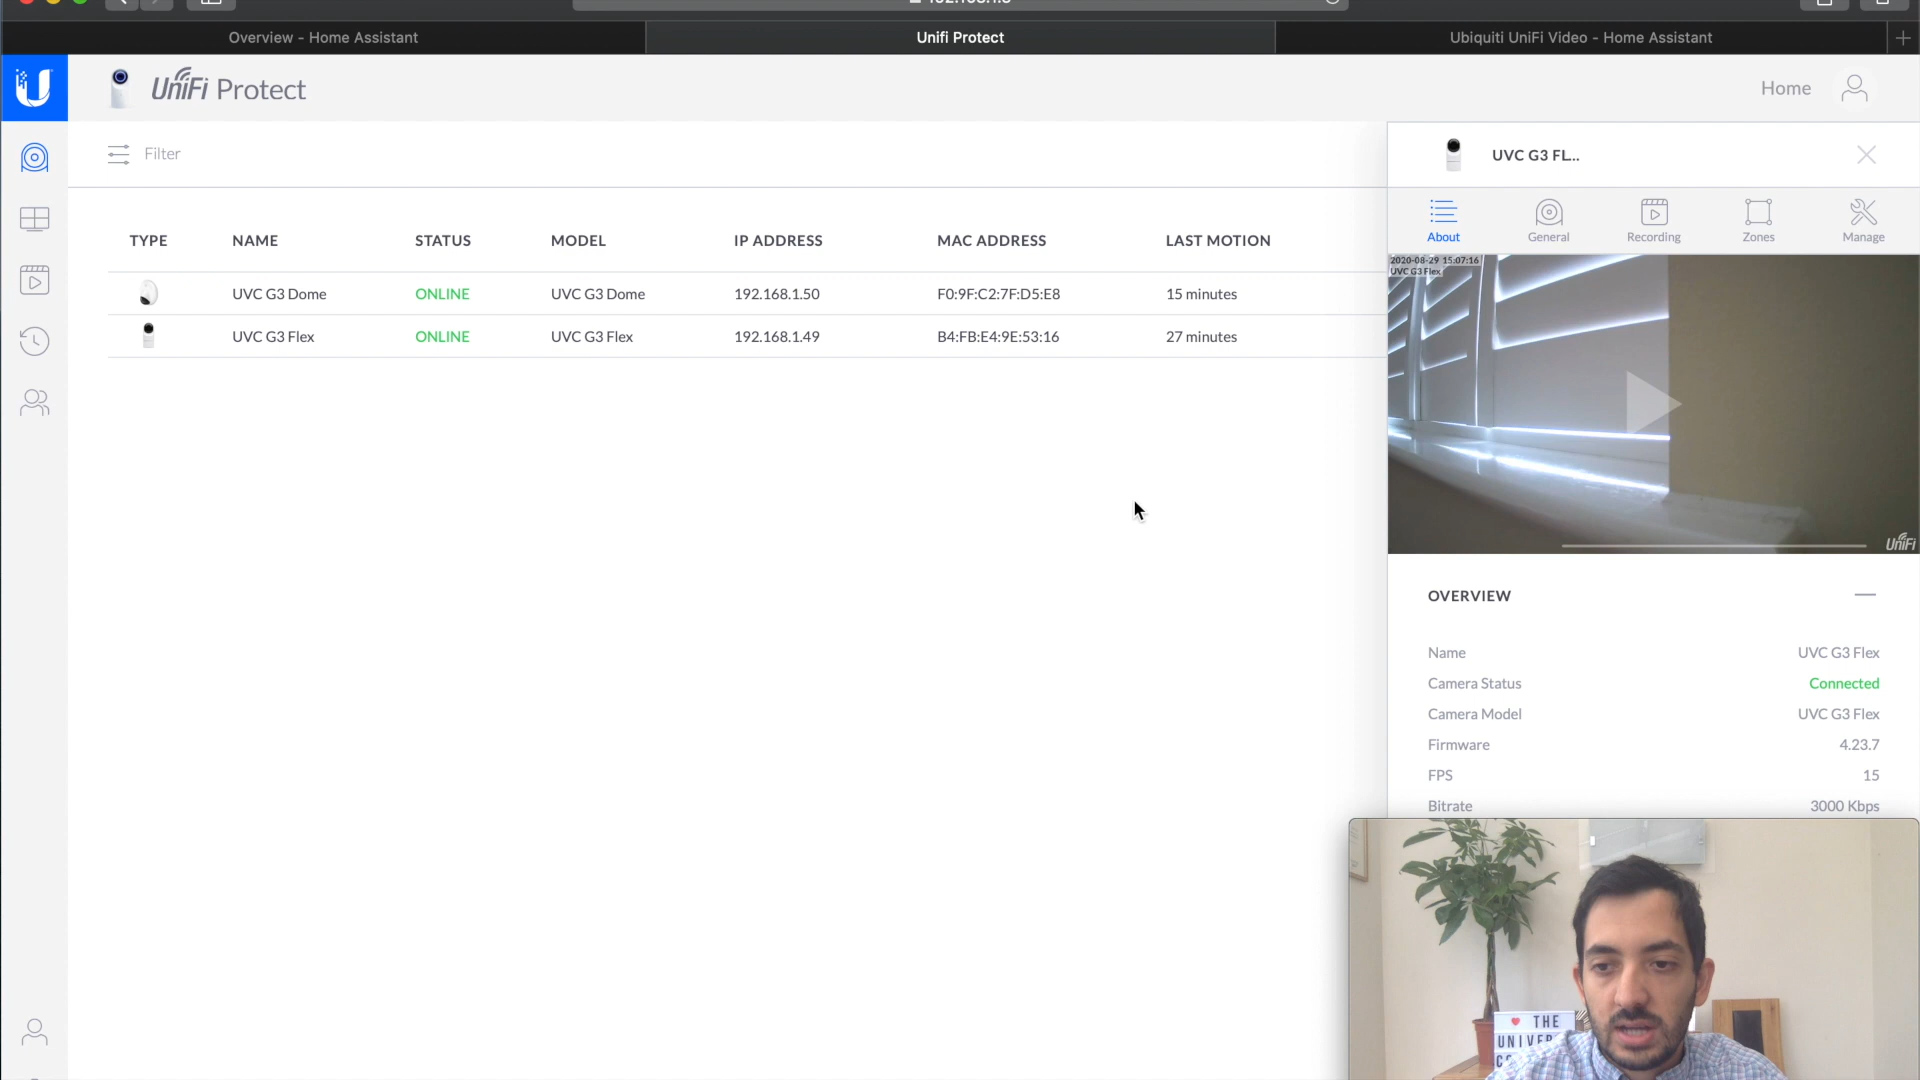 Overview - Home Assistant
Unifi Protect
Ubiquiti UniFi Video - Home Assistant
UniFi Protect
Home
Filter
UVC G3 FL...
About
General
Recording
Zones
Manage
TYPE NAME STATUS MODEL IP ADDRESS MAC ADDRESS LAST MOTION
UVC G3 Dome ONLINE UVC G3 Dome 192.168.1.50 F0:9F:C2:7F:D5:E8 15 minutes
UVC G3 Flex ONLINE UVC G3 Flex 192.168.1.49 B4:FB:E4:9E:53:16 27 minutes
2020-08-29 15:07:16
UVC G3 Flex
UniFi
OVERVIEW
Name UVC G3 Flex
Camera Status Connected
Camera Model UVC G3 Flex
Firmware 4.23.7
FPS 15
Bitrate 3000 Kbps
THE